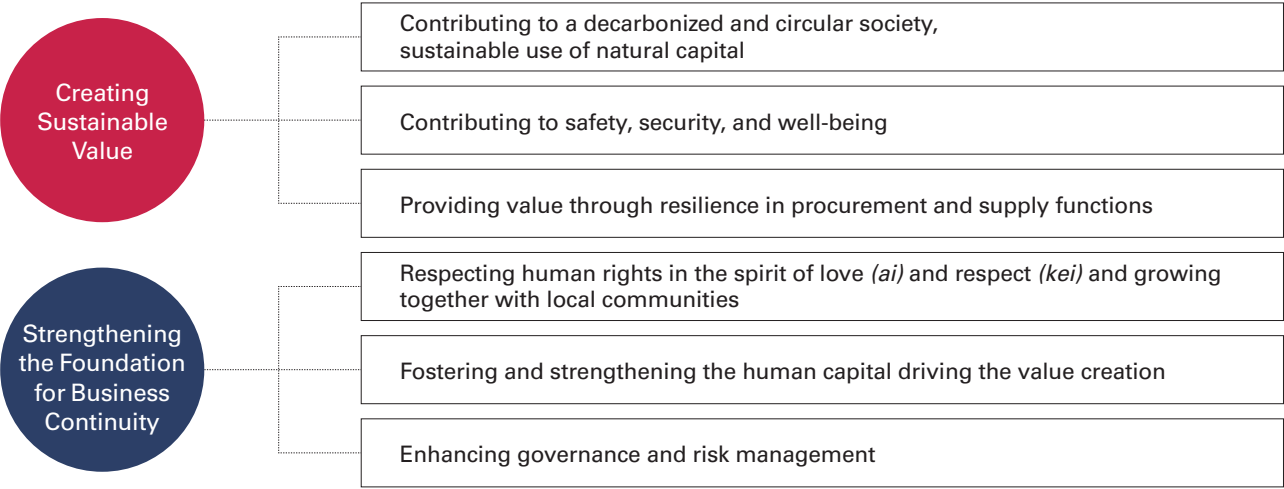 Creating
Sustainable
Value
Contributing to a decarbonized and circular society,
sustainable use of natural capital
Contributing to safety, security, and well-being
Providing value through resilience in procurement and supply functions
Strengthening
the Foundation
for Business
Continuity
Respecting human rights in the spirit of love (ai) and respect (kei) and growing
together with local communities
Fostering and strengthening the human capital driving the value creation
Enhancing governance and risk management